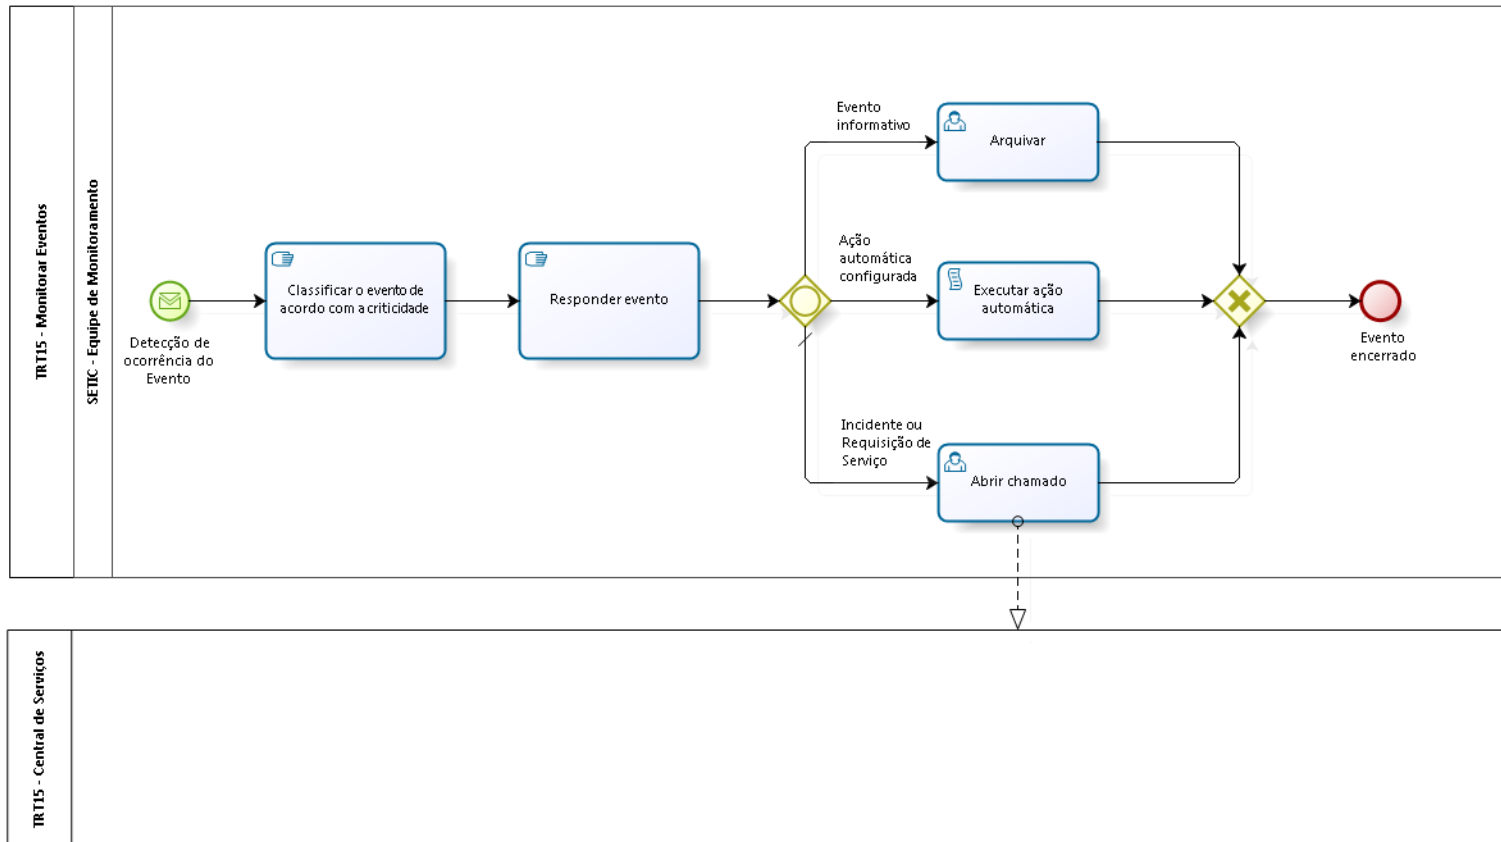 TRT15 - Monitorar Eventos
SETIC - Equipe de Monitoramento
Detecção de
ocorrência do
Evento
Classificar o evento de
acordo com a criticidade
Responder evento
Evento
informativo
Arquivar
Ação
automática
configurada
Executar ação
automática
Incidente ou
Requisição de
Serviço
Abrir chamado
Evento
encerrado
TRT15 - Central de Serviços